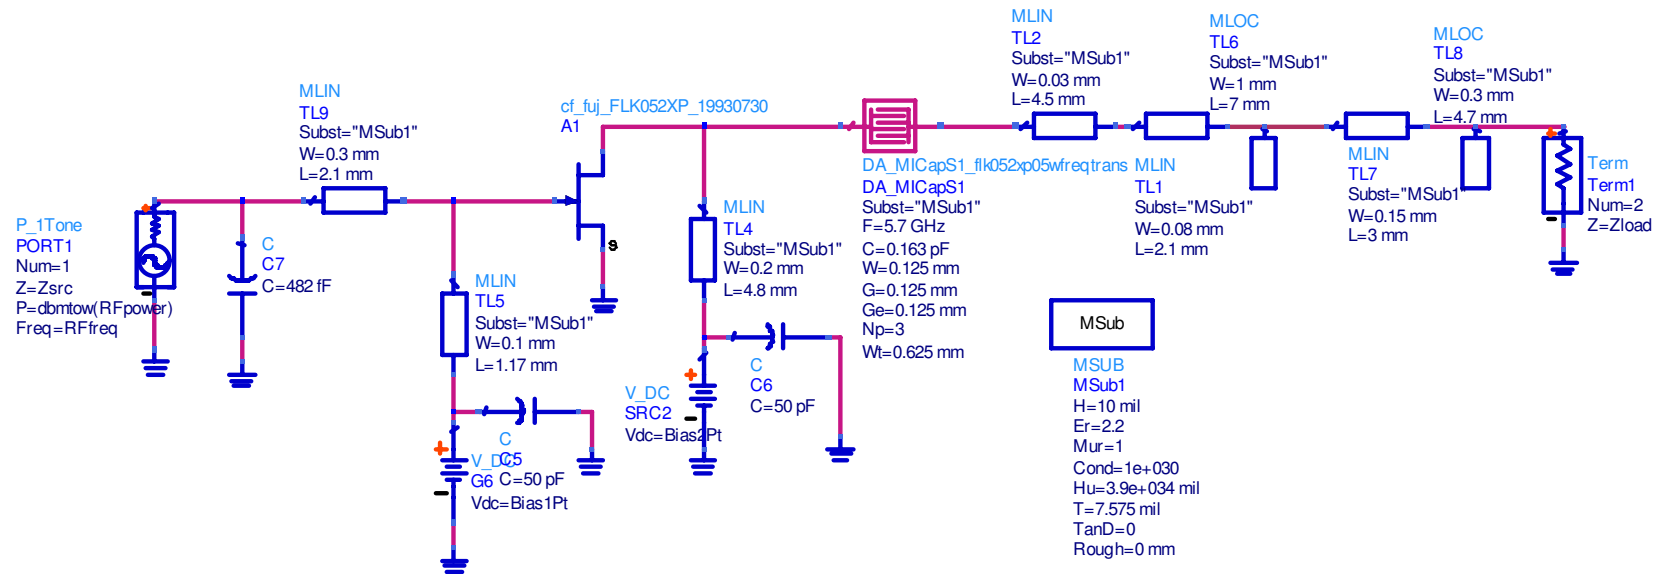 P_1Tone
PORT1
Num=1
Z=Zsrc
P=dbmtow(RFpower)
Freq=RFfreq
C
C7
C=482 fF
MLIN
TL9
Subst="MSub1"
W=0.3 mm
L=2.1 mm
MLIN
TL5
Subst="MSub1"
W=0.1 mm
L=1.17 mm
C
C5
C=50 pF
V_DC
G6
Vdc=Bias1Pt
cf_fuj_FLK052XP_19930730
A1
S
MLIN
TL4
Subst="MSub1"
W=0.2 mm
L=4.8 mm
V_DC
SRC2
Vdc=Bias2Pt
C
C6
C=50 pF
DA_MICapS1_flk052xp05wfreqtrans
DA_MICapS1
Subst="MSub1"
F=5.7 GHz
C=0.163 pF
W=0.125 mm
G=0.125 mm
Ge=0.125 mm
Np=3
Wt=0.625 mm
MLIN
TL2
Subst="MSub1"
W=0.03 mm
L=4.5 mm
MLIN
TL1
Subst="MSub1"
W=0.08 mm
L=2.1 mm
MLOC
TL6
Subst="MSub1"
W=1 mm
L=7 mm
MLIN
TL7
Subst="MSub1"
W=0.15 mm
L=3 mm
MLOC
TL8
Subst="MSub1"
W=0.3 mm
L=4.7 mm
Term
Term1
Num=2
Z=Zload
MSub
MSUB
MSub1
H=10 mil
Er=2.2
Mur=1
Cond=1e+030
Hu=3.9e+034 mil
T=7.575 mil
TanD=0
Rough=0 mm